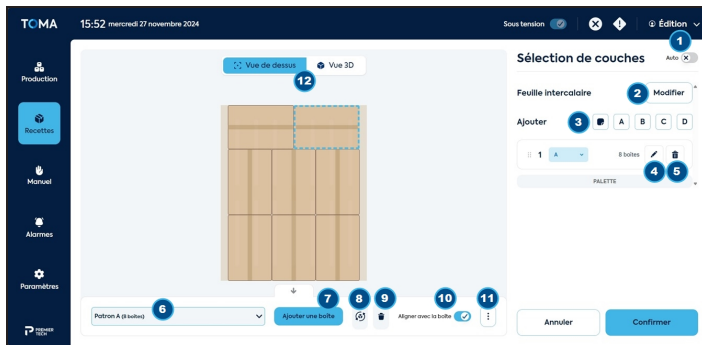 TOMA
15:52 mercredi 27 novembre 2024
Sous tension
Édition
1
Production
Recettes
Manuel
Alarmes
Paramètres
PREMIER TECH
Vue de dessus
Vue 3D
12
Sélection de couches
Auto
Feuille intercalaire
2
Modifier
Ajouter
3
A
B
C
D
1
A
8 boîtes
4
5
PALETTE
Patron A (8 boîtes)
6
7
Ajouter une boîte
8
9
Aligner avec la boîte
10
11
Annuler
Confirmer